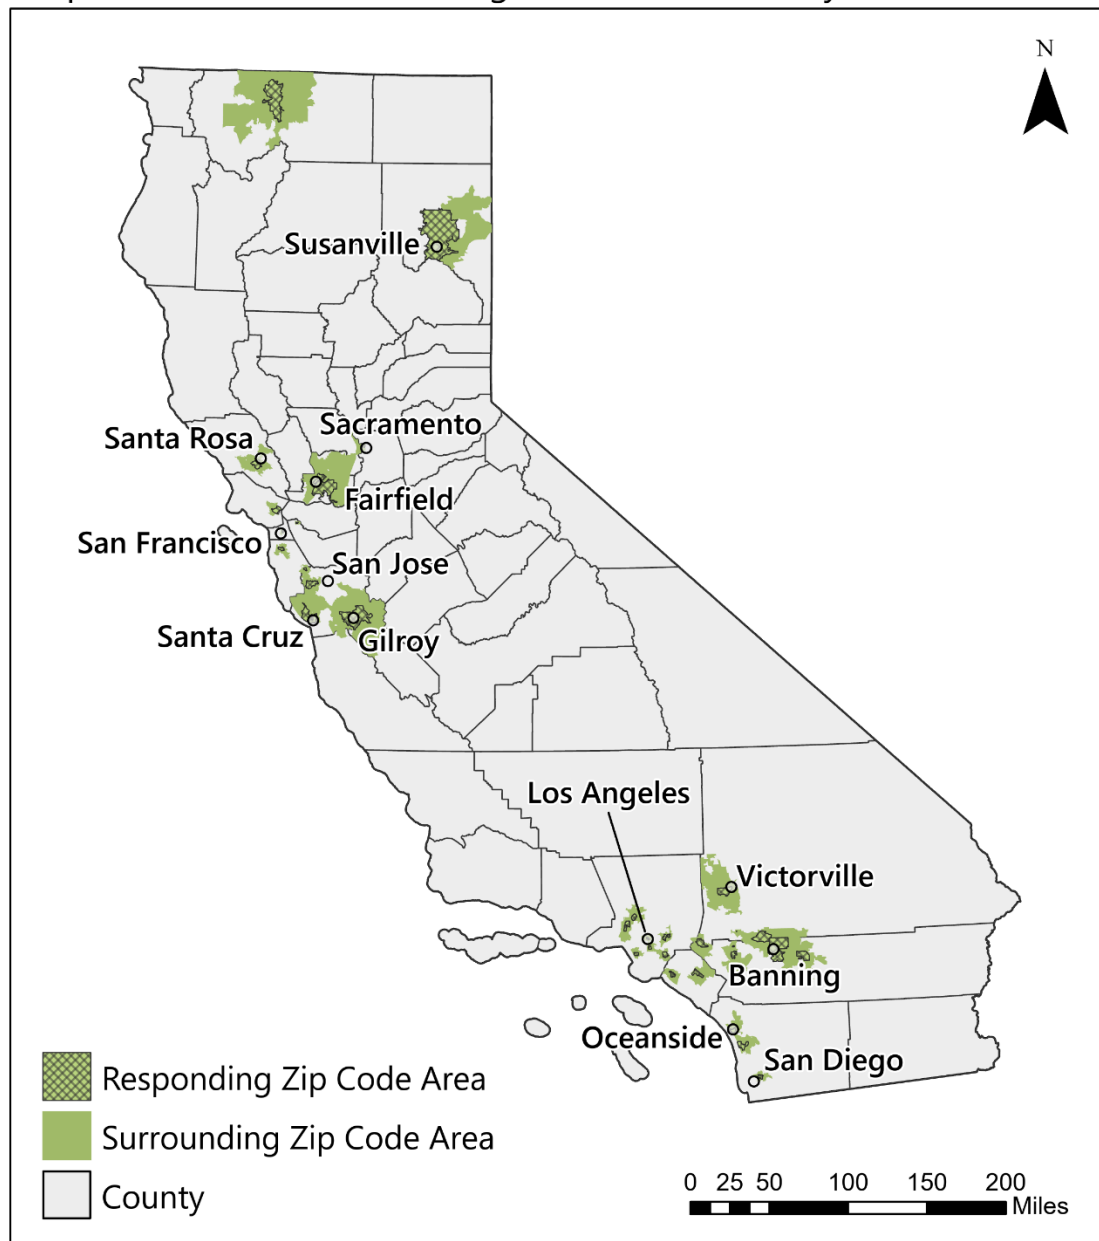 N
Susanville
Sacramento
Santa Rosa
Fairfield
San Francisco
San Jose
Santa Cruz
Gilroy
Los Angeles
Victorville
Banning
Oceanside
San Diego
Responding Zip Code Area
Surrounding Zip Code Area
County
0 25 50 100 150 200
Miles